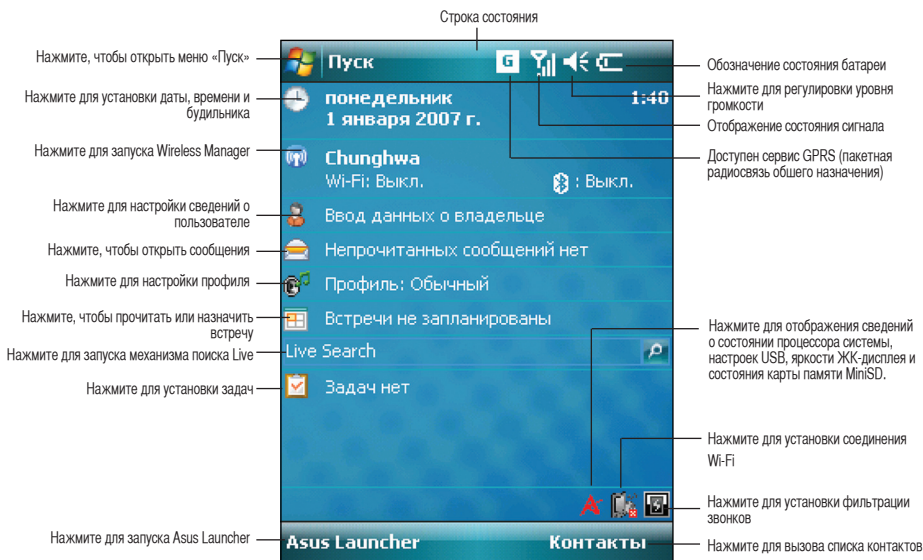 Строка состояния
Нажмите, чтобы открыть меню «Пуск»
Нажмите для установки даты, времени и
будильника
Нажмите для запуска Wireless Manager
Нажмите для настройки сведений о
пользователе
Нажмите, чтобы открыть сообщения
Нажмите для настройки профиля
Нажмите, чтобы прочитать или назначить
встречу
Нажмите для запуска механизма поиска Live
Нажмите для установки задач
Нажмите для запуска Asus Launcher
Пуск
G
понедельник
1:40
1 января 2007 г.
Chunghwa
Wi-Fi: Выкл.
: Выкл.
Ввод данных о владельце
Непрочитанных сообщений нет
Профиль: Обычный
Встречи не запланированы
Live Search
Задач нет
Asus Launcher
Контакты
Обозначение состояния батареи
Нажмите для регулировки уровня
громкости
Отображение состояния сигнала
Доступен сервис GPRS (пакетная
радиосвязь обшего назначения)
Нажмите для отображения сведений
о состоянии процессора системы,
настроек USB, яркости ЖК-дисплея и
состояния карты памяти MiniSD.
Нажмите для установки соединения
Wi-Fi
Нажмите для установки фильтрации
звонков
Нажмите для вызова списка контактов